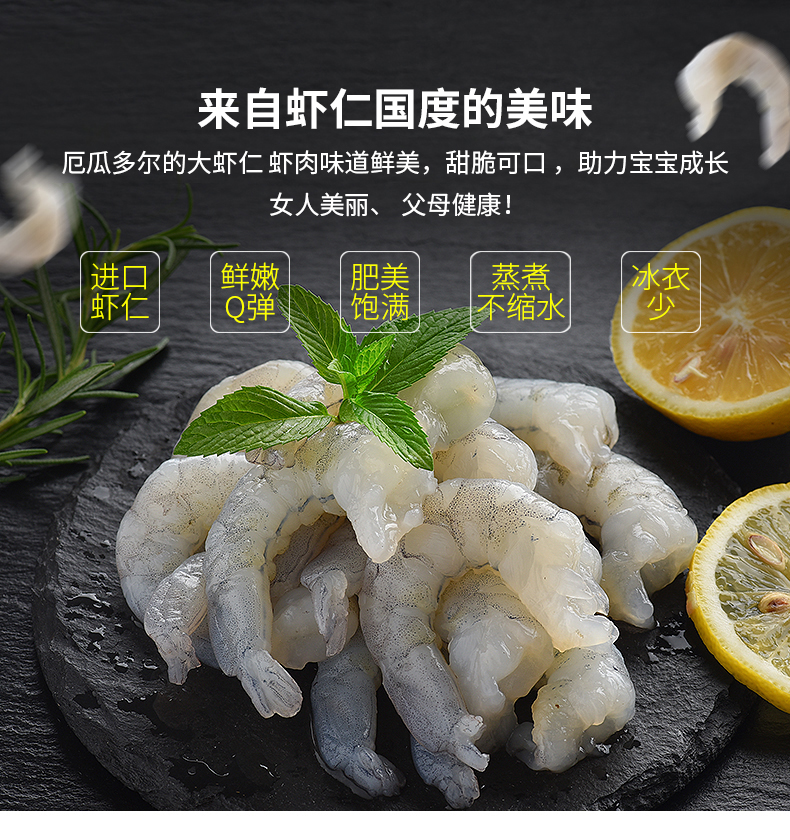 来自虾仁国度的美味
厄瓜多尔的大虾仁 虾肉味道鲜美，甜脆可口 ，助力宝宝成长
女人美丽、 父母健康！
进口
虾仁
鲜嫩
Q弹
肥美
饱满
蒸煮
不缩水
冰衣
少